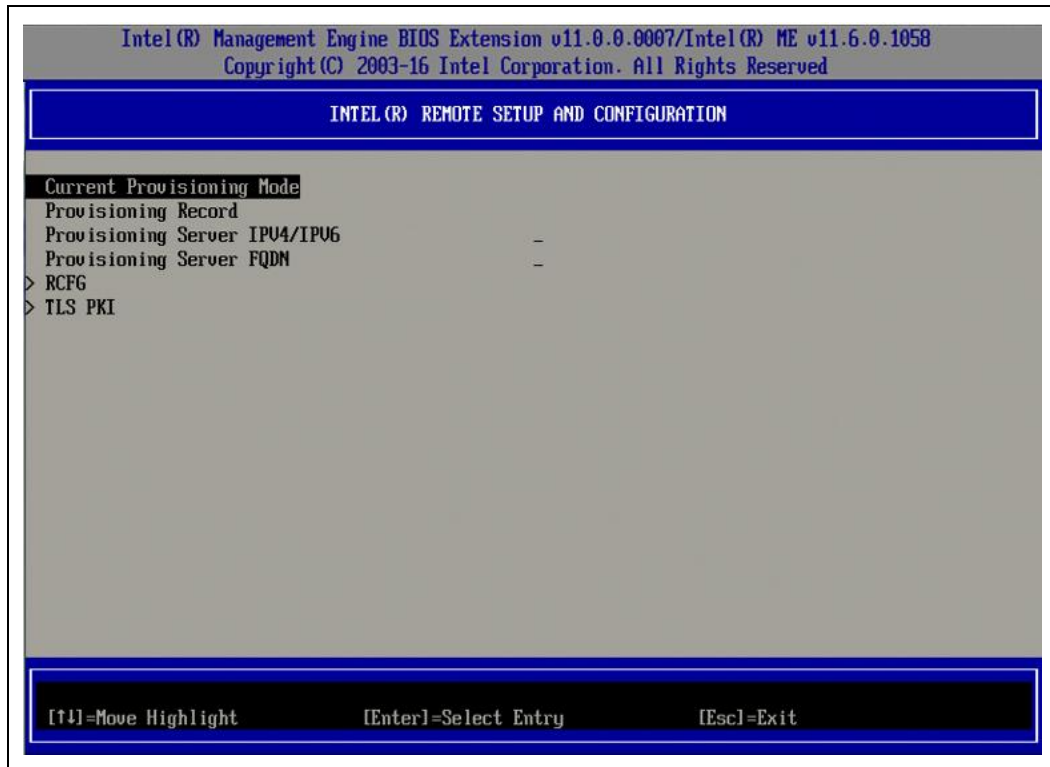 Intel(R) Management Engine BIOS Extension v11.0.0.0007/Intel(R) ME v11.6.0.1058
Copyright(C) 2003-16 Intel Corporation. All Rights Reserved
INTEL(R) REMOTE SETUP AND CONFIGURATION
Current Provisioning Mode
Provisioning Record
Provisioning Server IPV4/IPV6 _
Provisioning Server FQDN _
> RCFG
> TLS PKI
[↑↓]=Move Highlight [Enter]=Select Entry [Esc]=Exit